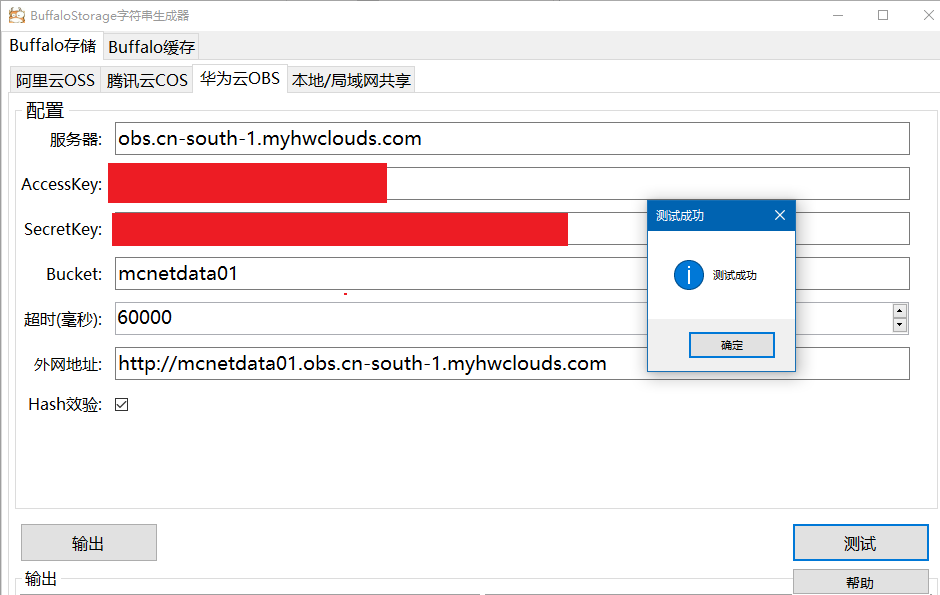 BuffaloStorage字符串生成器
Buffalo存储 Buffalo缓存
阿里云OSS 腾讯云COS 华为云OBS 本地/局域网共享
配置
服务器: obs.cn-south-1.myhwclouds.com
AccessKey:
SecretKey:
Bucket: mcnetdata01
超时(毫秒): 60000
外网地址: http://mcnetdata01.obs.cn-south-1.myhwclouds.com
Hash效验:
测试成功
测试成功
确定
输出 测试
输出 帮助